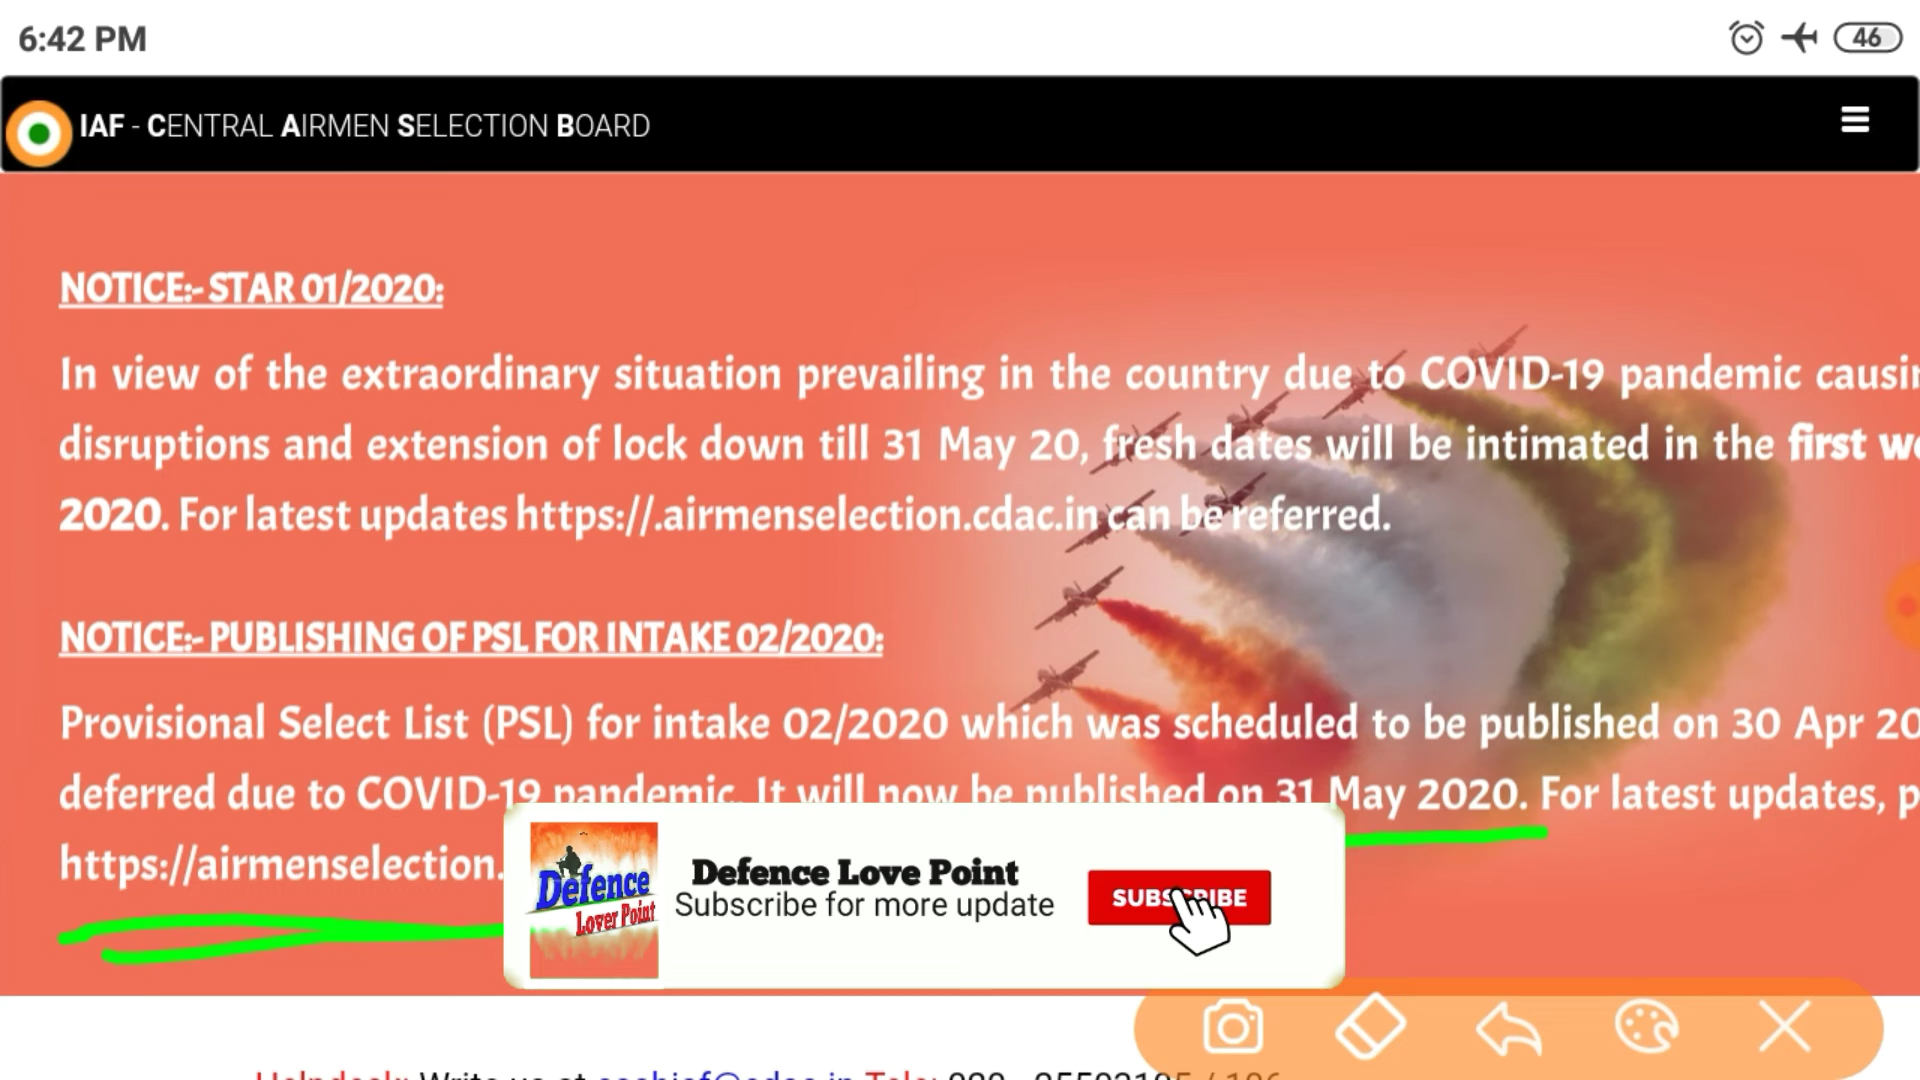 6:42 PM
46
IAF - CENTRAL AIRMEN SELECTION BOARD
NOTICE:- STAR 01/2020:
In view of the extraordinary situation prevailing in the country due to COVID-19 pandemic
disruptions and extension of lock down till 31 May 20, fresh dates will be intimated in the first
2020. For latest updates https://.airmenselection.cdac.in can be referred.
NOTICE:- PUBLISHING OF PSL FOR INTAKE 02/2020:
Provisional Select List (PSL) for intake 02/2020 which was scheduled to be published on 30 Apr 20
deferred due to COVID-19 pandemic. It will now be published on 31 May 2020. For latest updates, p
https://airmenselection.
Defence
Lover Point
Defence Love Point
Subscribe for more update
SUBSCRIBE
Write us at